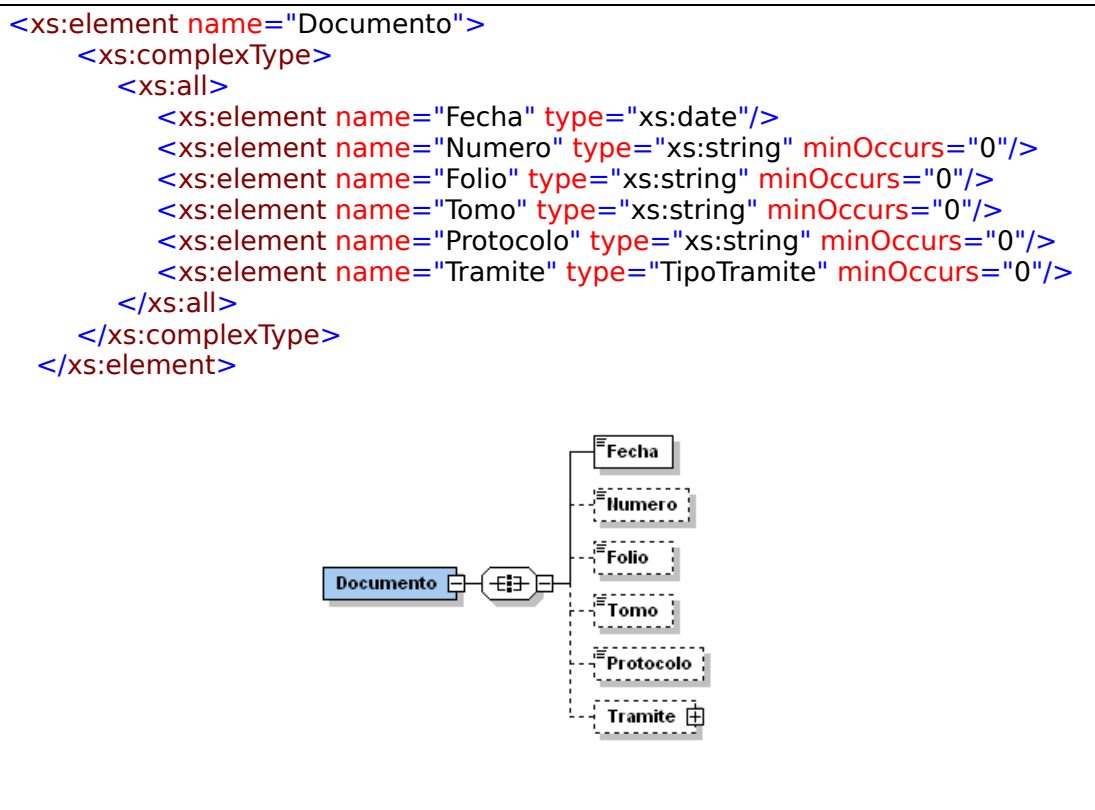 <xs:element name="Documento">
<xs:complexType>
<xs:all>
<xs:element name="Fecha" type="xs:date"/>
<xs:element name="Numero" type="xs:string" minOccurs="0"/>
<xs:element name="Folio" type="xs:string" minOccurs="0"/>
<xs:element name="Tomo" type="xs:string" minOccurs="0"/>
<xs:element name="Protocolo" type="xs:string" minOccurs="0"/>
<xs:element name="Tramite" type="TipoTramite" minOccurs="0"/>
</xs:all>
</xs:complexType>
</xs:element>
Fecha
Numero
Folio
Documento
Tomo
Protocolo
Tramite